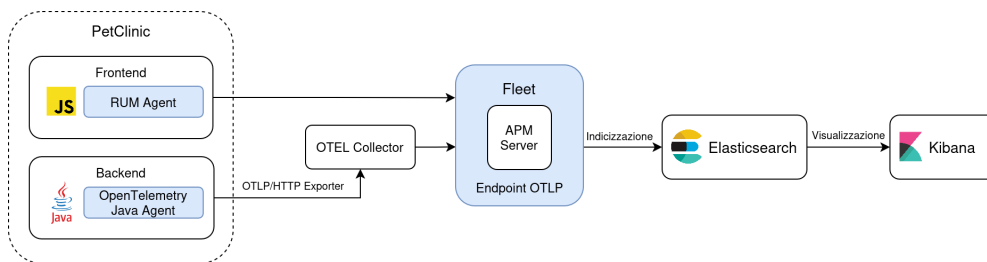 PetClinic
Frontend
JS
RUM Agent
Backend
Java
OpenTelemetry
Java Agent
OTLP/HTTP Exporter
OTEL Collector
Fleet
APM
Server
Endpoint OTLP
Indicizzazione
Elasticsearch
Visualizzazione
Kibana